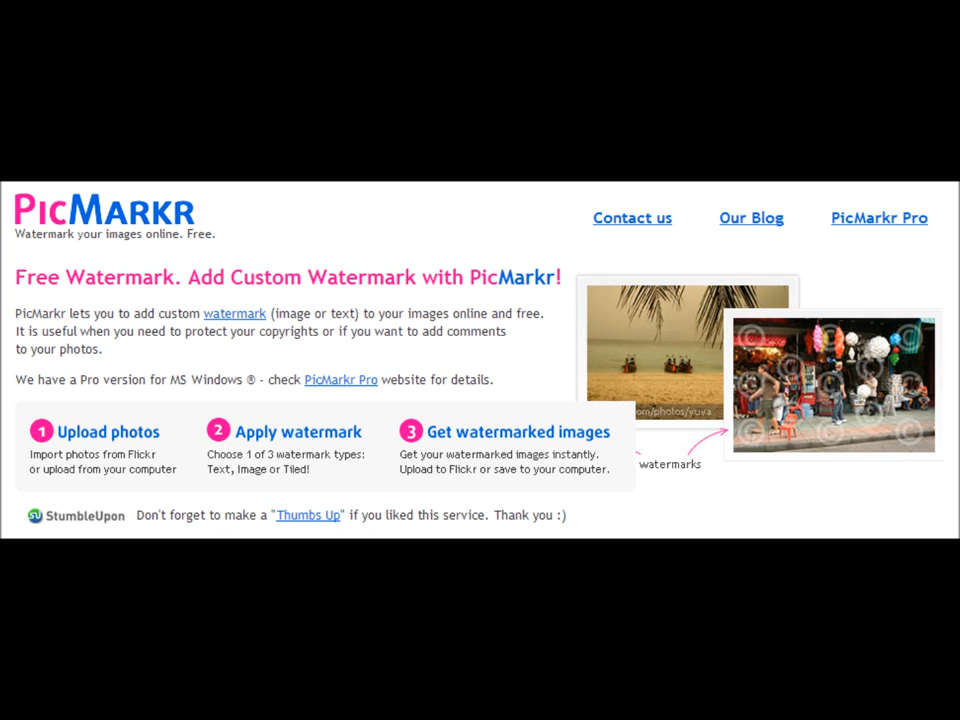 PicMarkr
Watermark your images online. Free.
Contact us
Our Blog
PicMarkr Pro
Free Watermark. Add Custom Watermark with PicMarkr!
PicMarkr lets you to add custom watermark (image or text) to your images online and free.
It is useful when you need to protect your copyrights or if you want to add comments
to your photos.
We have a Pro version for MS Windows ® - check PicMarkr Pro website for details.
1 Upload photos
Import photos from Flickr
or upload from your computer
2 Apply watermark
Choose 1 of 3 watermark types:
Text, Image or Tiled!
3 Get watermarked images
Get your watermarked images instantly.
Upload to Flickr or save to your computer.
com/photos/yuya
watermarks
StumbleUpon Don't forget to make a "Thumbs Up" if you liked this service. Thank you :)